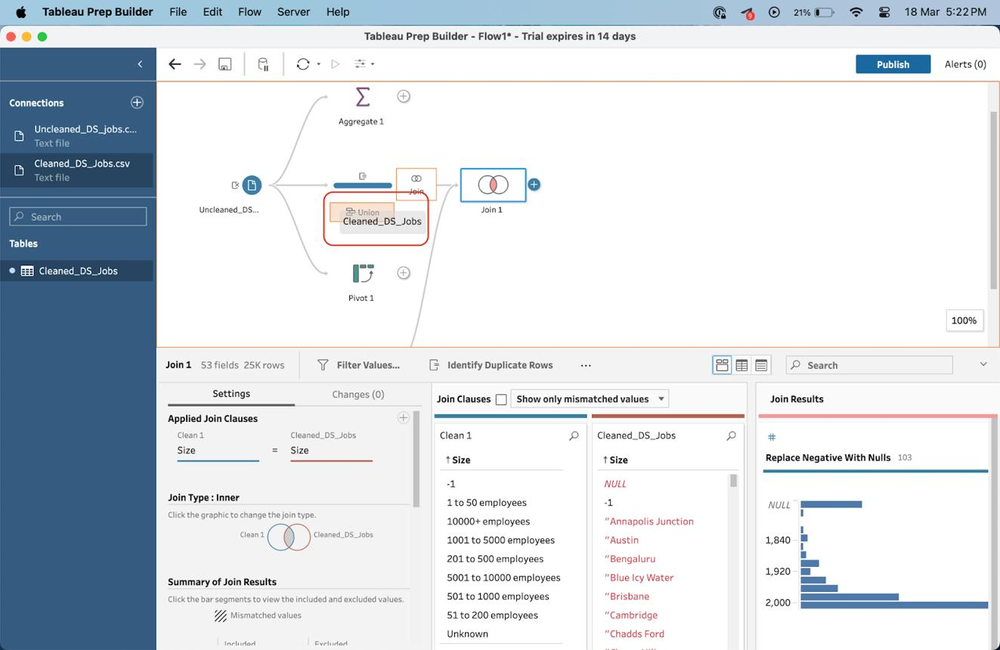 Tableau Prep Builder File Edit Flow Server Help 9 21% 18 Mar 5:22 PM
Tableau Prep Builder - Flow1* - Trial expires in 14 days
Publish Alerts (0)
Connections
Uncleaned_DS_jobs.c...
Text file
Cleaned_DS_Jobs.csv
Text file
Search
Tables
Cleaned_DS_Jobs
Aggregate 1
Join
Uncleaned_DS...
Union
Cleaned_DS_Jobs
Join 1
Pivot 1
100%
Join 1 53 fields 25K rows Filter Values... Identify Duplicate Rows ... Search
Settings Changes (0)
Applied Join Clauses
Clean 1 Cleaned_DS_Jobs
Size = Size
Join Type : Inner
Click the graphic to change the join type.
Clean 1 Cleaned_DS_Jobs
Summary of Join Results
Click the bar segments to view the included and excluded values.
Mismatched values
Included Excluded
Join Clauses Show only mismatched values
Clean 1
↑ Size
-1
1 to 50 employees
10000+ employees
1001 to 5000 employees
201 to 500 employees
5001 to 10000 employees
501 to 1000 employees
51 to 200 employees
Unknown
Cleaned_DS_Jobs
↑ Size
NULL
-1
"Annapolis Junction
"Austin
"Bengaluru
"Blue Icy Water
"Brisbane
"Cambridge
"Chadds Ford
Join Results
#
Replace Negative With Nulls 103
NULL
1,840
1,920
2,000